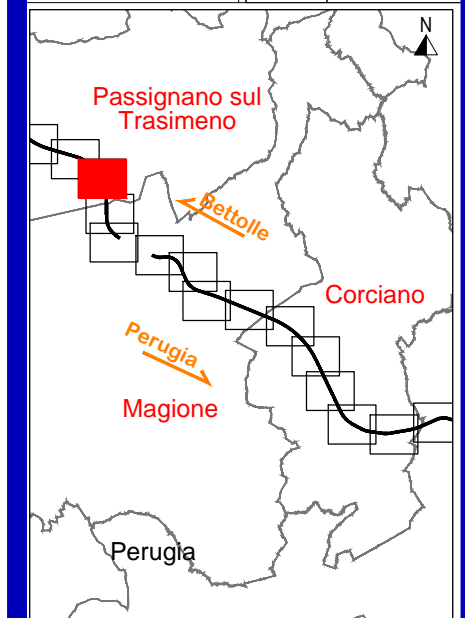 N
Passignano sul
Trasimeno
Bettolle
Corciano
Perugia
Magione
Perugia